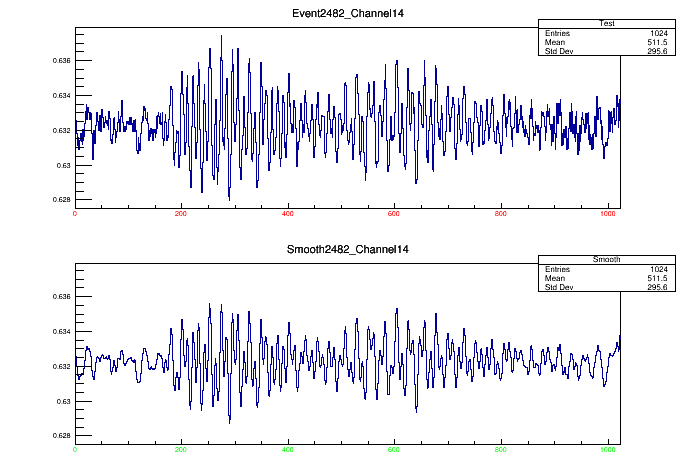 Event2482_Channel14
Test
Entries 1024
Mean 511.5
Std Dev 295.6
0.636
0.634
0.632
0.63
0.628
0 200 400 600 800 1000
Smooth2482_Channel14
Smooth
Entries 1024
Mean 511.5
Std Dev 295.6
0.636
0.634
0.632
0.63
0.628
0 200 400 600 800 1000